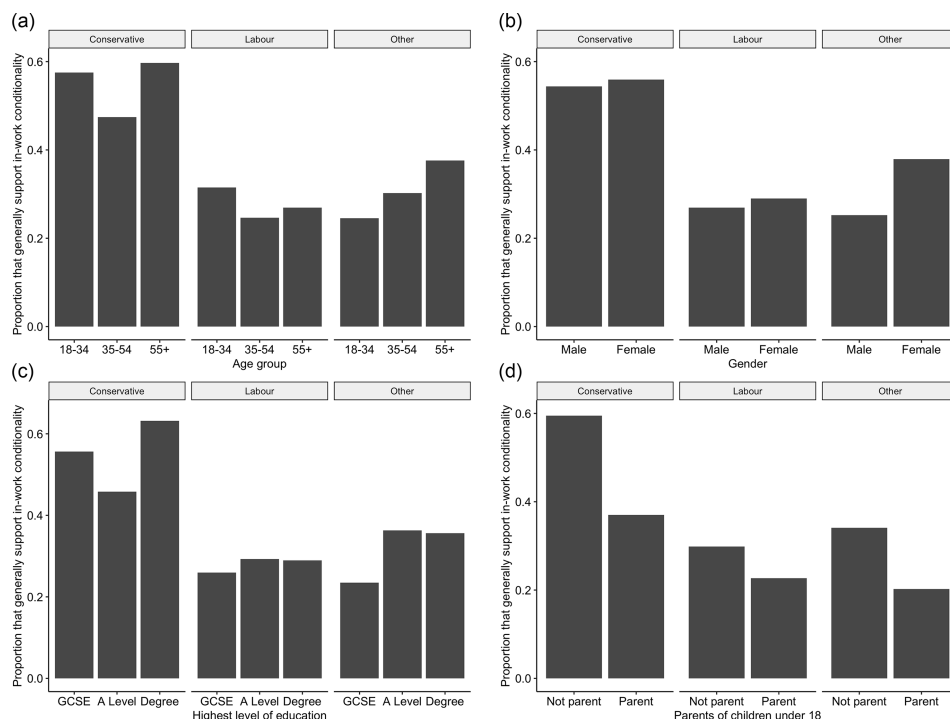 (a)
Conservative Labour Other
Proportion that generally support in-work conditionality
0.6
0.4
0.2
0.0
18-34 35-54 55+ 18-34 35-54 55+ 18-34 35-54 55+
Age group
(b)
Conservative Labour Other
Proportion that generally support in-work conditionality
0.6
0.4
0.2
0.0
Male Female Male Female Male Female
Gender
(c)
Conservative Labour Other
Proportion that generally support in-work conditionality
0.6
0.4
0.2
0.0
GCSE A Level Degree GCSE A Level Degree GCSE A Level Degree
Highest level of education
(d)
Conservative Labour Other
Proportion that generally support in-work conditionality
0.6
0.4
0.2
0.0
Not parent Parent Not parent Parent Not parent Parent
Parents of children under 18